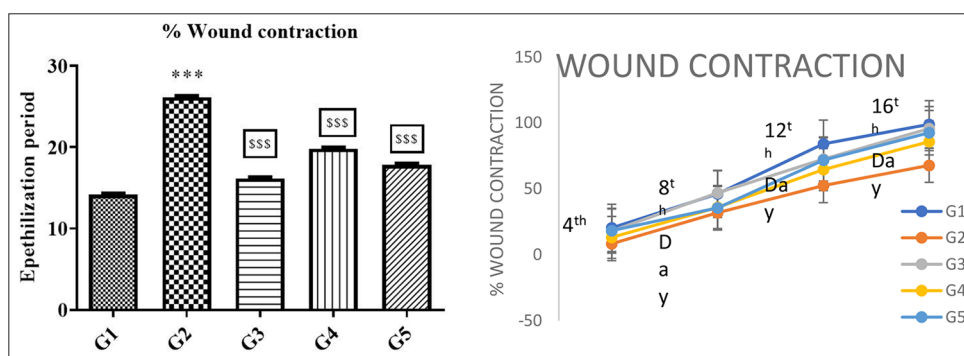 % Wound contraction
Epethilization period
30
20
10
0
***
$$$
$$$
$$$
G1
G2
G3
G4
G5
WOUND CONTRACTION
% WOUND CONTRACTION
150
100
50
0
-50
4th
8t
h
D
a
y
12t
h
Da
y
16t
h
Da
y
G1
G2
G3
G4
G5